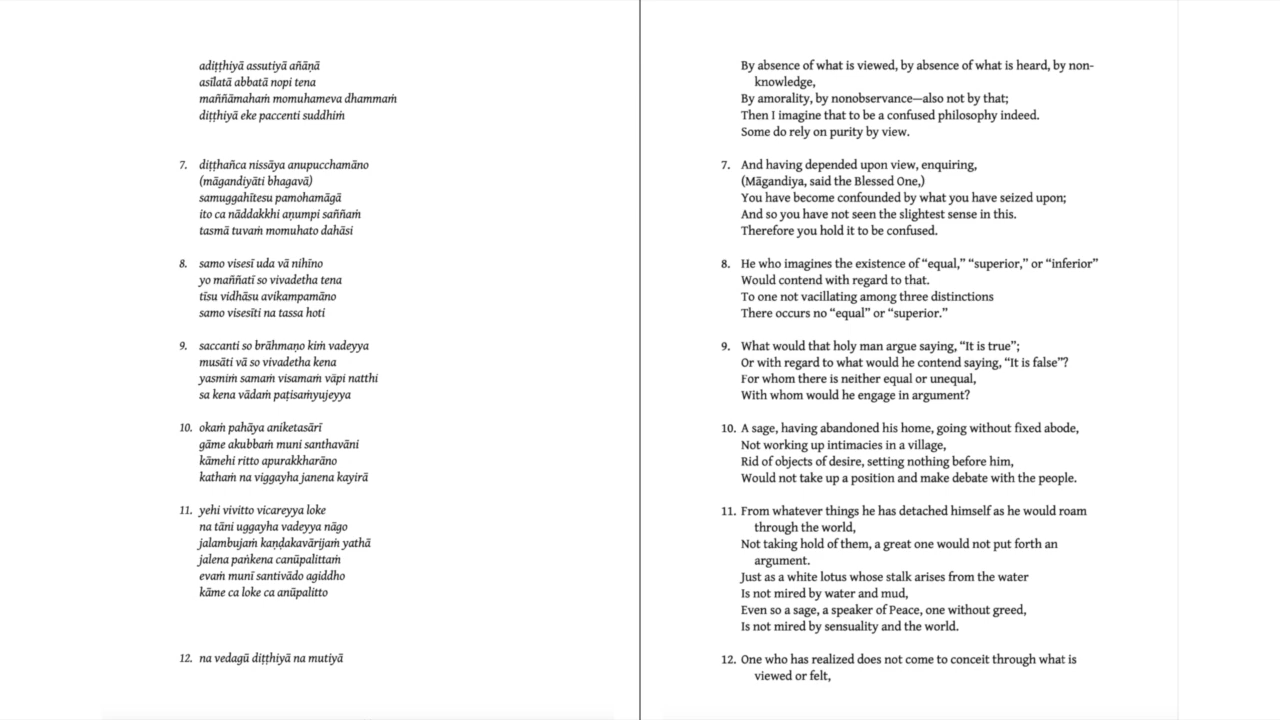 adiṭṭhiyā assutiyā añāṇā
asīlatā abbatā nopi tena
maññāmahaṁ momuhameva dhammaṁ
diṭṭhiyā eke paccenti suddhiṁ
7. diṭṭhañca nissāya anupucchamāno
(māgandiyāti bhagavā)
samuggahītesu pamohamāgā
ito ca nāddakkhi aṇumpi saññaṁ
tasmā tuvaṁ momuhato dahāsi
8. samo visesī uda vā nihīno
yo maññatī so vivadetha tena
tīsu vidhāsu avikampamāno
samo visesīti na tassa hoti
9. saccanti so brāhmaṇo kiṁ vadeyya
musāti vā so vivadetha kena
yasmiṁ samaṁ visamaṁ vāpi natthi
sa kena vādaṁ paṭisaṁyujeyya
10. okaṁ pahāya aniketasārī
gāme akubbaṁ muni santhavāni
kāmehi ritto apurakkharāno
kathaṁ na viggayha janena kayirā
11. yehi vivitto vicareyya loke
na tāni uggayha vadeyya nāgo
jalambujaṁ kaṇḍakavārijaṁ yathā
jalena paṅkena canūpalittaṁ
evaṁ munī santivādo agiddho
kāme ca loke ca anūpalitto
12. na vedagū diṭṭhiyā na mutiyā
By absence of what is viewed, by absence of what is heard, by non-
knowledge,
By amorality, by nonobservance—also not by that;
Then I imagine that to be a confused philosophy indeed.
Some do rely on purity by view.
7. And having depended upon view, enquiring,
(Māgandiya, said the Blessed One,)
You have become confounded by what you have seized upon;
And so you have not seen the slightest sense in this.
Therefore you hold it to be confused.
8. He who imagines the existence of “equal,” “superior,” or “inferior”
Would contend with regard to that.
To one not vacillating among three distinctions
There occurs no “equal” or “superior.”
9. What would that holy man argue saying, “It is true”;
Or with regard to what would he contend saying, “It is false”?
For whom there is neither equal or unequal,
With whom would he engage in argument?
10. A sage, having abandoned his home, going without fixed abode,
Not working up intimacies in a village,
Rid of objects of desire, setting nothing before him,
Would not take up a position and make debate with the people.
11. From whatever things he has detached himself as he would roam
through the world,
Not taking hold of them, a great one would not put forth an
argument.
Just as a white lotus whose stalk arises from the water
Is not mired by water and mud,
Even so a sage, a speaker of Peace, one without greed,
Is not mired by sensuality and the world.
12. One who has realized does not come to conceit through what is
viewed or felt,